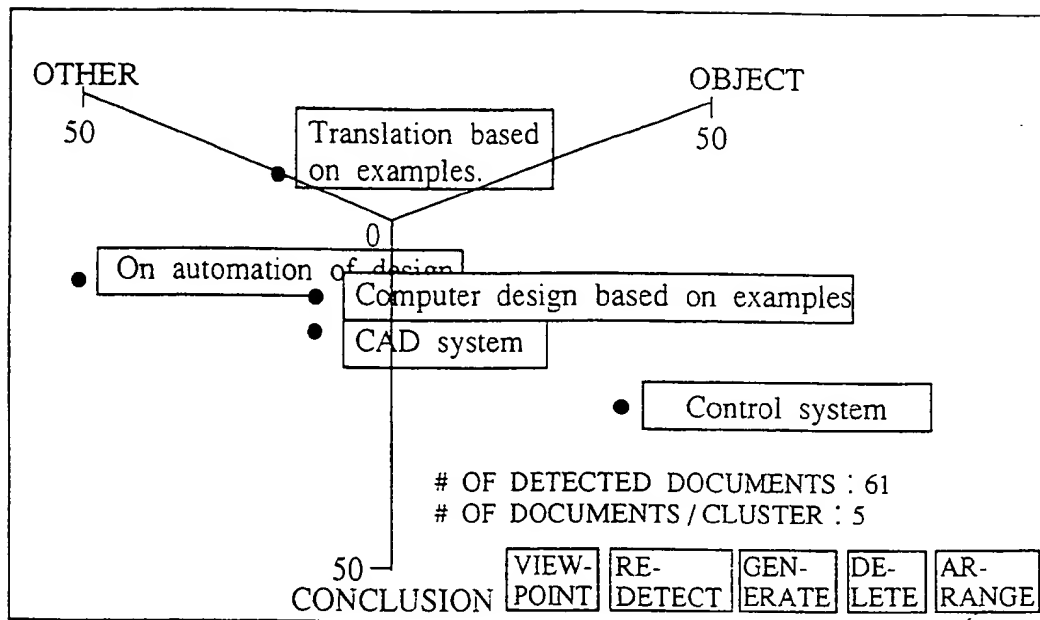 OTHER
OBJECT
50
50
Translation based
on examples.
0
On automation of design
Computer design based on examples
CAD system
Control system
# OF DETECTED DOCUMENTS : 61
# OF DOCUMENTS / CLUSTER : 5
50
CONCLUSION
VIEW-
POINT
RE-
DETECT
GEN-
ERATE
DE-
LETE
AR-
RANGE